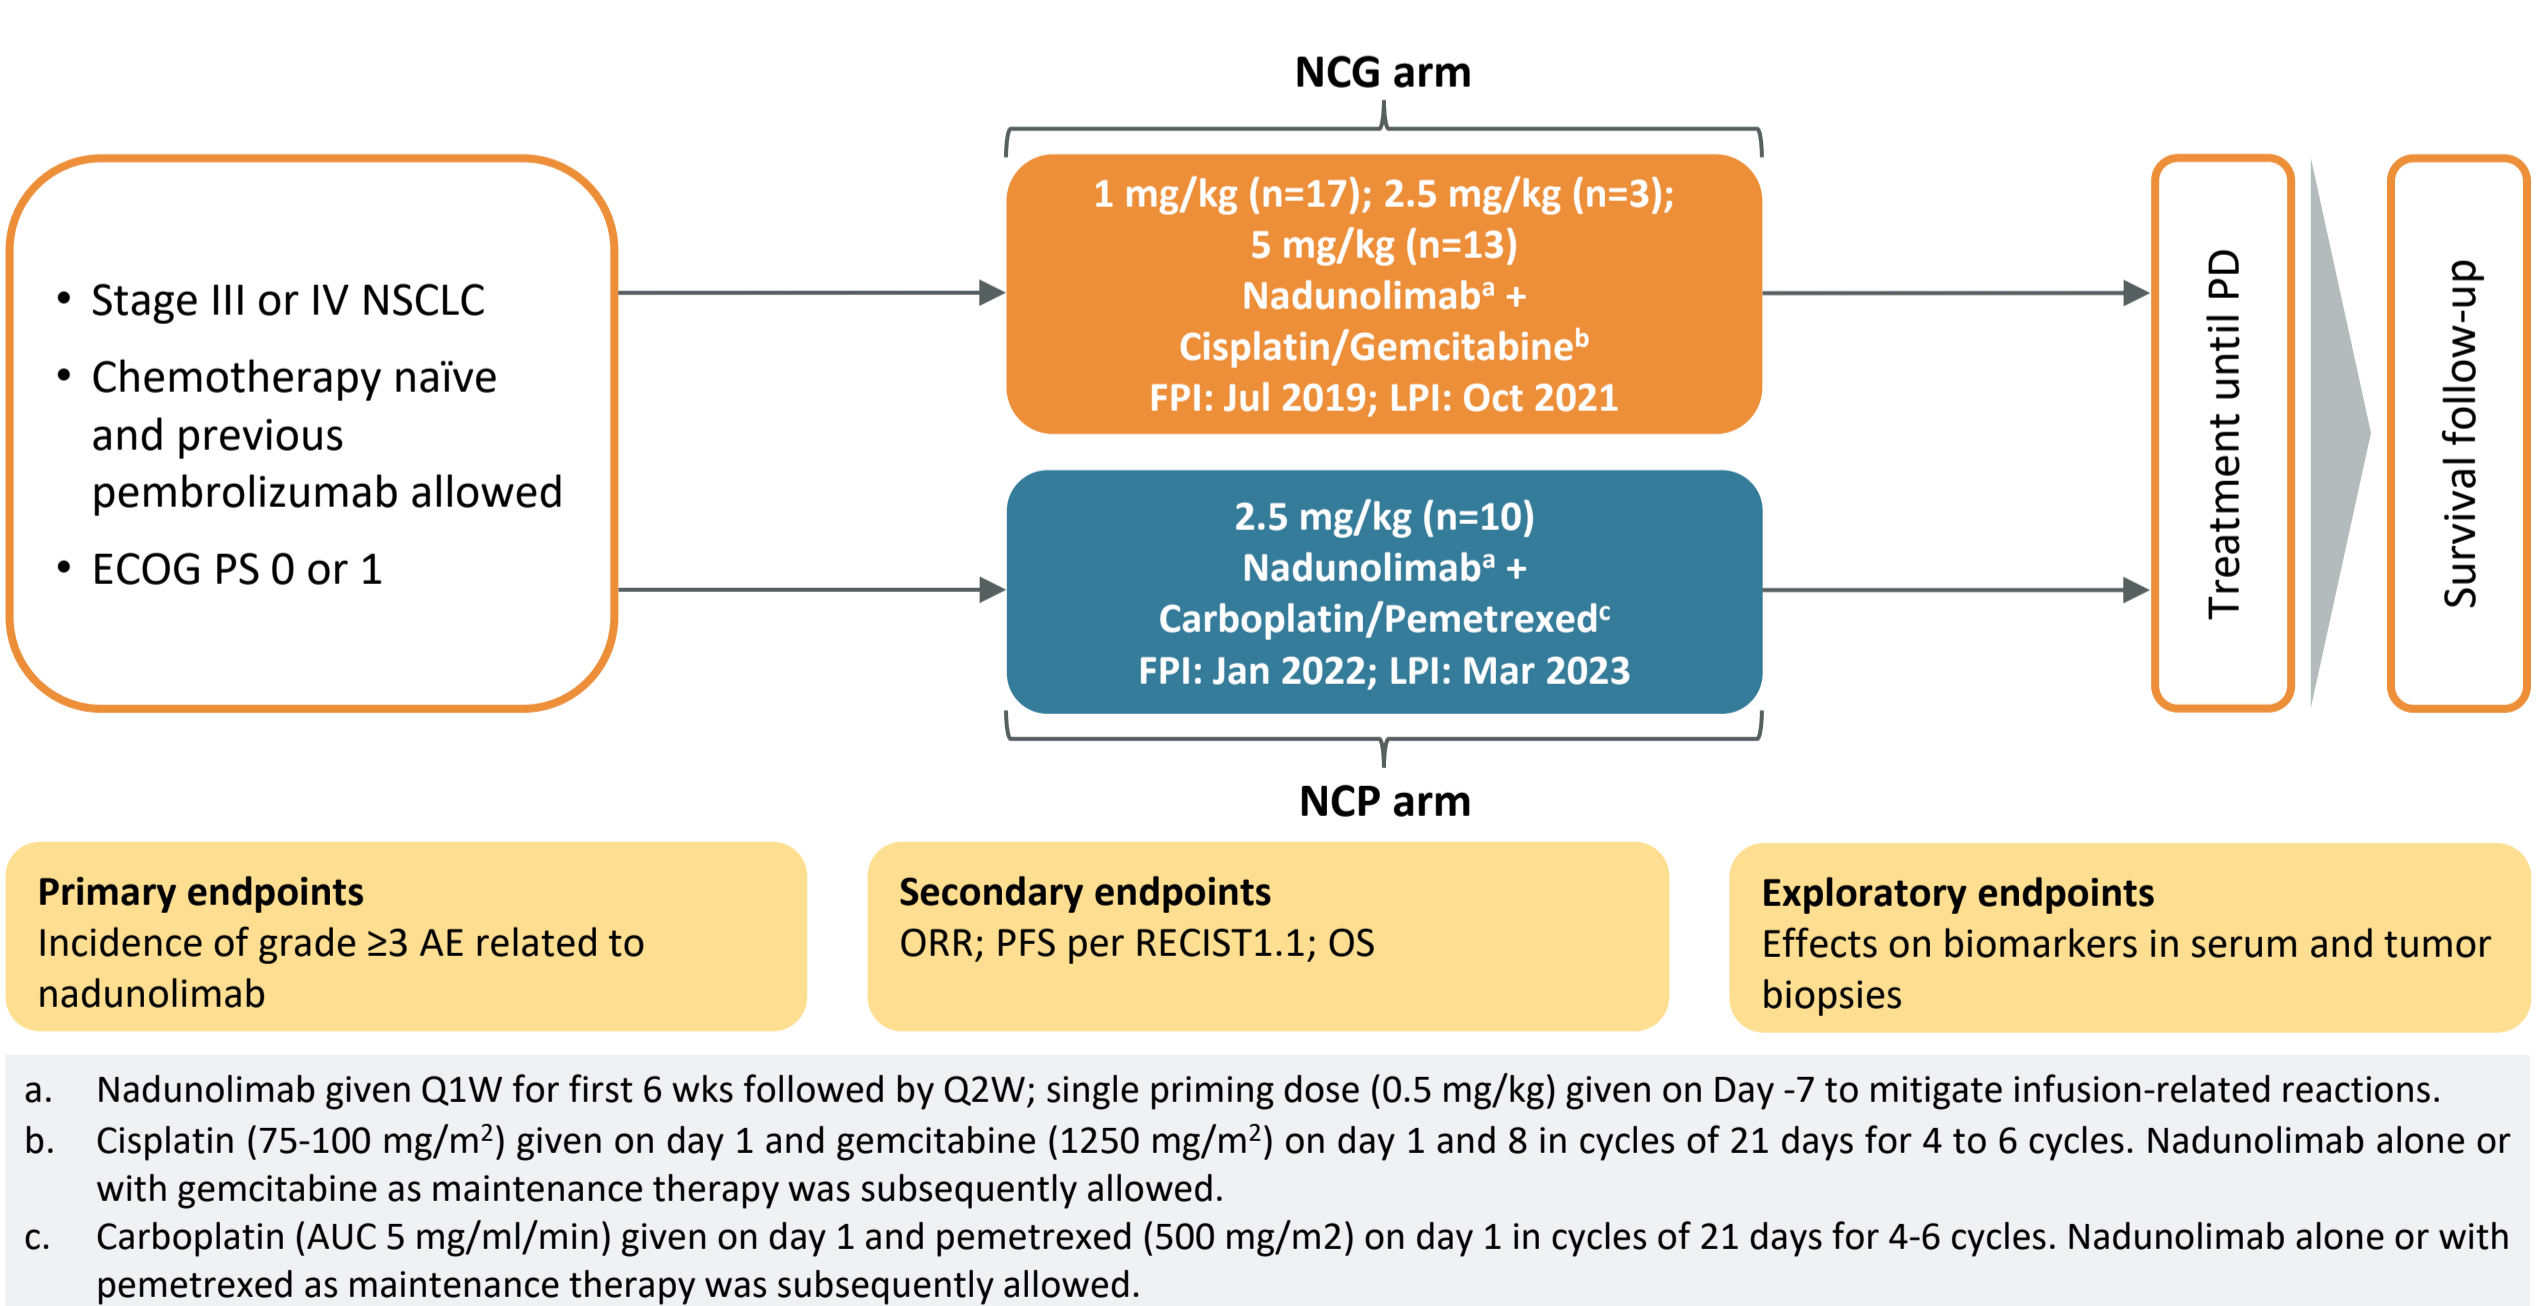 NCG arm
• Stage III or IV NSCLC
• Chemotherapy naïve
and previous
pembrolizumab allowed
• ECOG PS 0 or 1
1 mg/kg (n=17); 2.5 mg/kg (n=3);
5 mg/kg (n=13)
Nadunolimabᵃ +
Cisplatin/Gemcitabineᵇ
FPI: Jul 2019; LPI: Oct 2021
2.5 mg/kg (n=10)
Nadunolimabᵃ +
Carboplatin/Pemetrexedᶜ
FPI: Jan 2022; LPI: Mar 2023
NCP arm
Treatment until PD
Survival follow-up
Primary endpoints
Incidence of grade ≥3 AE related to
nadunolimab
Secondary endpoints
ORR; PFS per RECIST1.1; OS
Exploratory endpoints
Effects on biomarkers in serum and tumor
biopsies
a. Nadunolimab given Q1W for first 6 wks followed by Q2W; single priming dose (0.5 mg/kg) given on Day -7 to mitigate infusion-related reactions.
b. Cisplatin (75-100 mg/m²) given on day 1 and gemcitabine (1250 mg/m²) on day 1 and 8 in cycles of 21 days for 4 to 6 cycles. Nadunolimab alone or
with gemcitabine as maintenance therapy was subsequently allowed.
c. Carboplatin (AUC 5 mg/ml/min) given on day 1 and pemetrexed (500 mg/m2) on day 1 in cycles of 21 days for 4-6 cycles. Nadunolimab alone or with
pemetrexed as maintenance therapy was subsequently allowed.